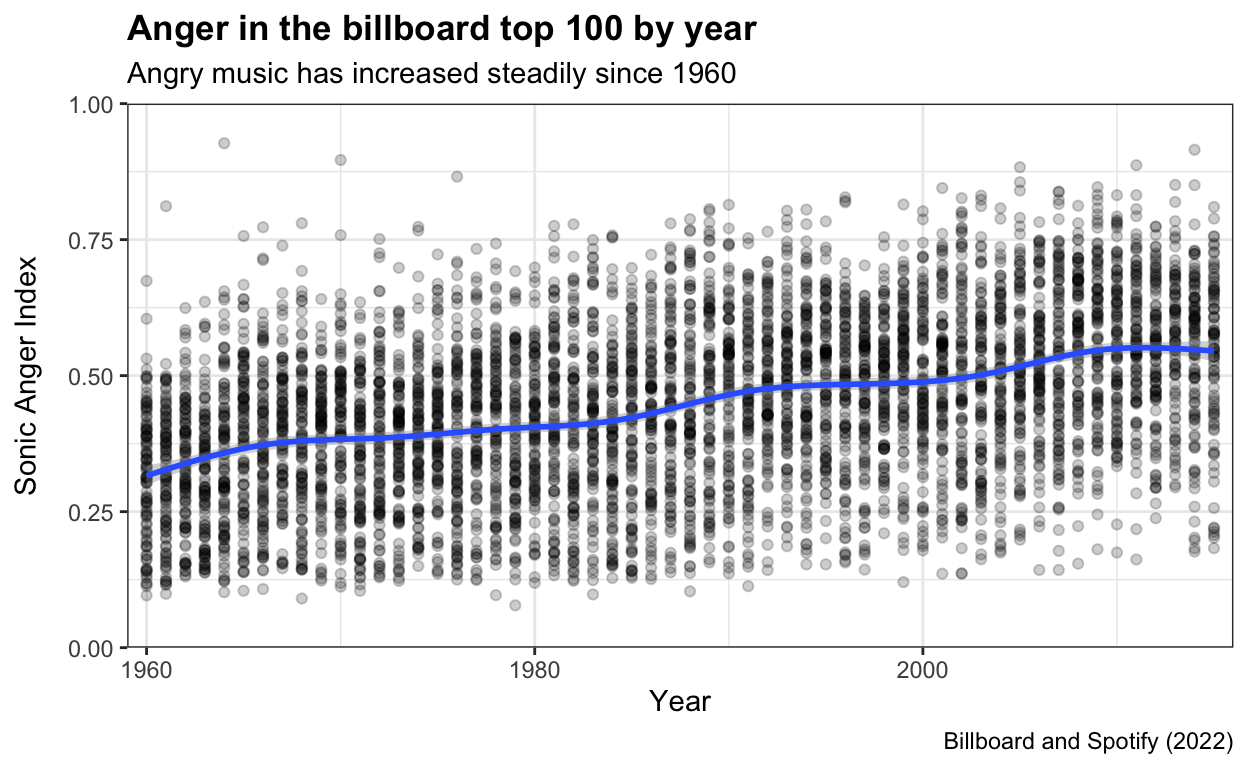 Anger in the billboard top 100 by year
Angry music has increased steadily since 1960
Sonic Anger Index
1.00
0.75
0.50
0.25
0.00
1960
1980
2000
Year
Billboard and Spotify (2022)